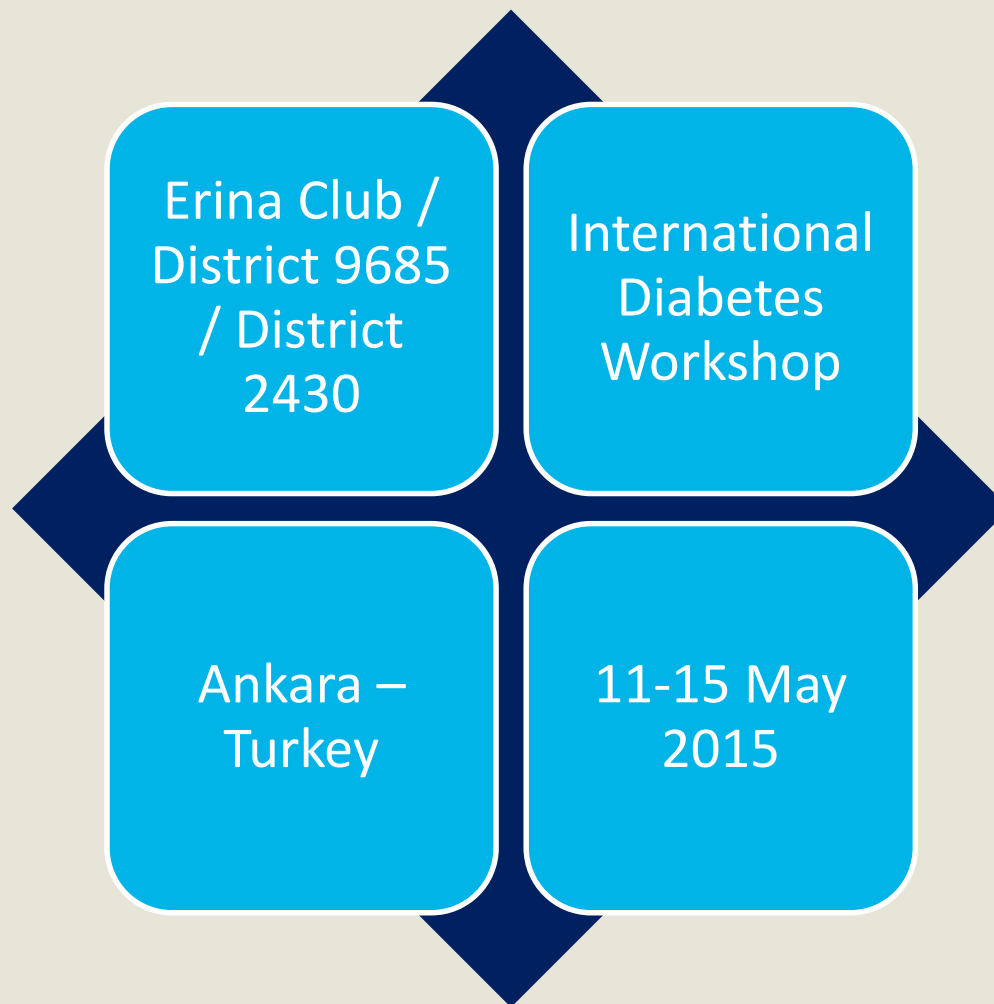 Erina Club /
District 9685
/ District
2430
International
Diabetes
Workshop
Ankara –
Turkey
11-15 May
2015